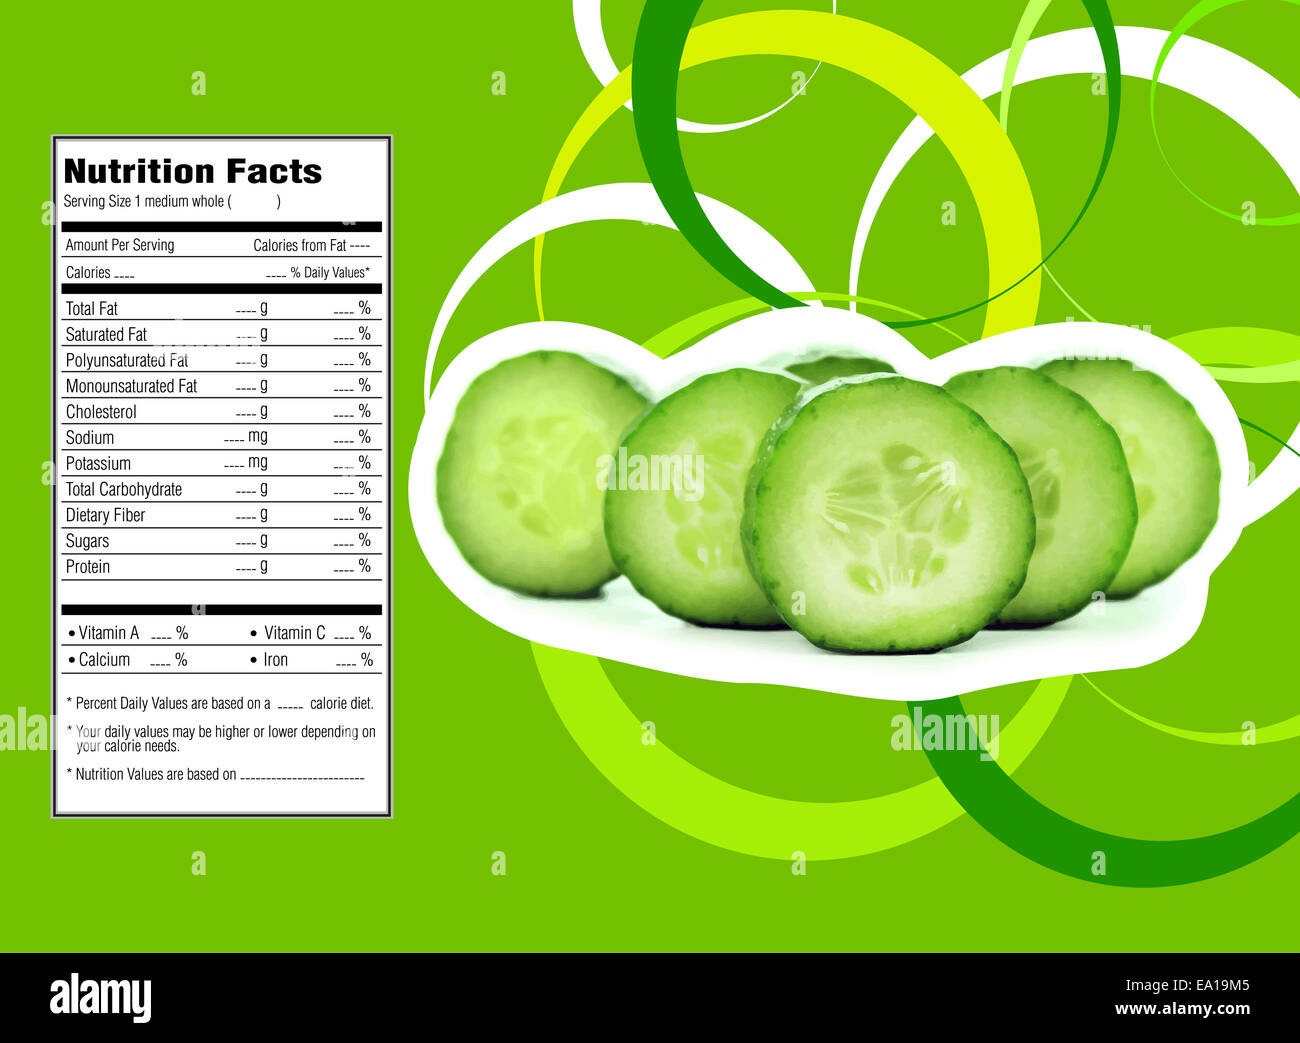 Nutrition Facts
Serving Size 1 medium whole (          )
Amount Per Serving Calories from Fat ----
Calories ---- ---- % Daily Values*
Total Fat ---- g ---- %
Saturated Fat ---- g ---- %
Polyunsaturated Fat ---- g ---- %
Monounsaturated Fat ---- g ---- %
Cholesterol ---- g ---- %
Sodium ---- mg ---- %
Potassium ---- mg ---- %
Total Carbohydrate ---- g ---- %
Dietary Fiber ---- g ---- %
Sugars ---- g ---- %
Protein ---- g ---- %
• Vitamin A ---- % • Vitamin C ---- %
• Calcium ---- % • Iron ---- %
* Percent Daily Values are based on a ----- calorie diet.
* Your daily values may be higher or lower depending on
your calorie needs.
* Nutrition Values are based on ------------------------
a a a a
a a a
a a a a
a a a a
alamy
alamy
alamy
alamy
alamy
Image ID: EA19M5
www.alamy.com